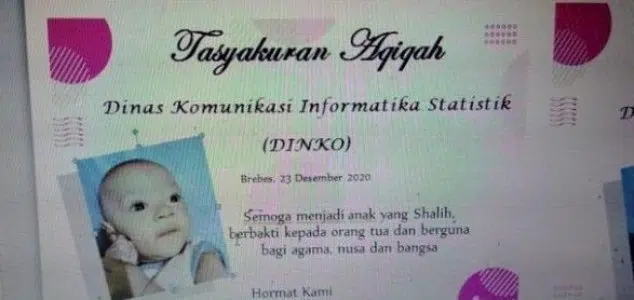 Tasyakuran Aqiqah
Dinas Komunikasi Informatika Statistik
(DINKO)
Brebes, 23 Desember 2020
Semoga menjadi anak yang Shalih,
berbakti kepada orang tua dan berguna
bagi agama, nusa dan bangsa
Hormat Kami
D